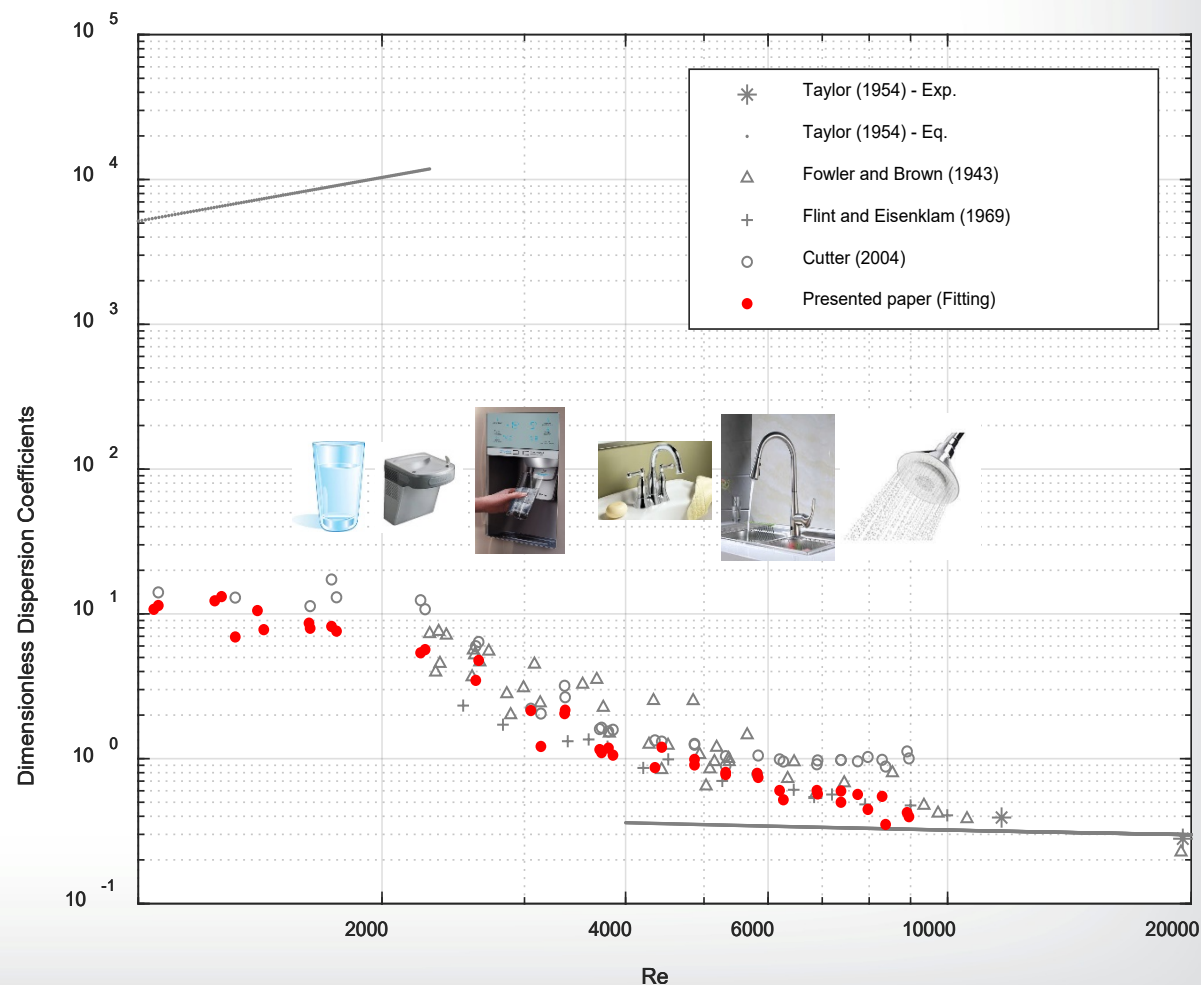 10 5
10 4
10 3
10 2
10 1
10 0
10 -1
Dimensionless Dispersion Coefficients
Taylor (1954) - Exp.
Taylor (1954) - Eq.
Fowler and Brown (1943)
Flint and Eisenklam (1969)
Cutter (2004)
Presented paper (Fitting)
2000 4000 6000 10000 20000
Re